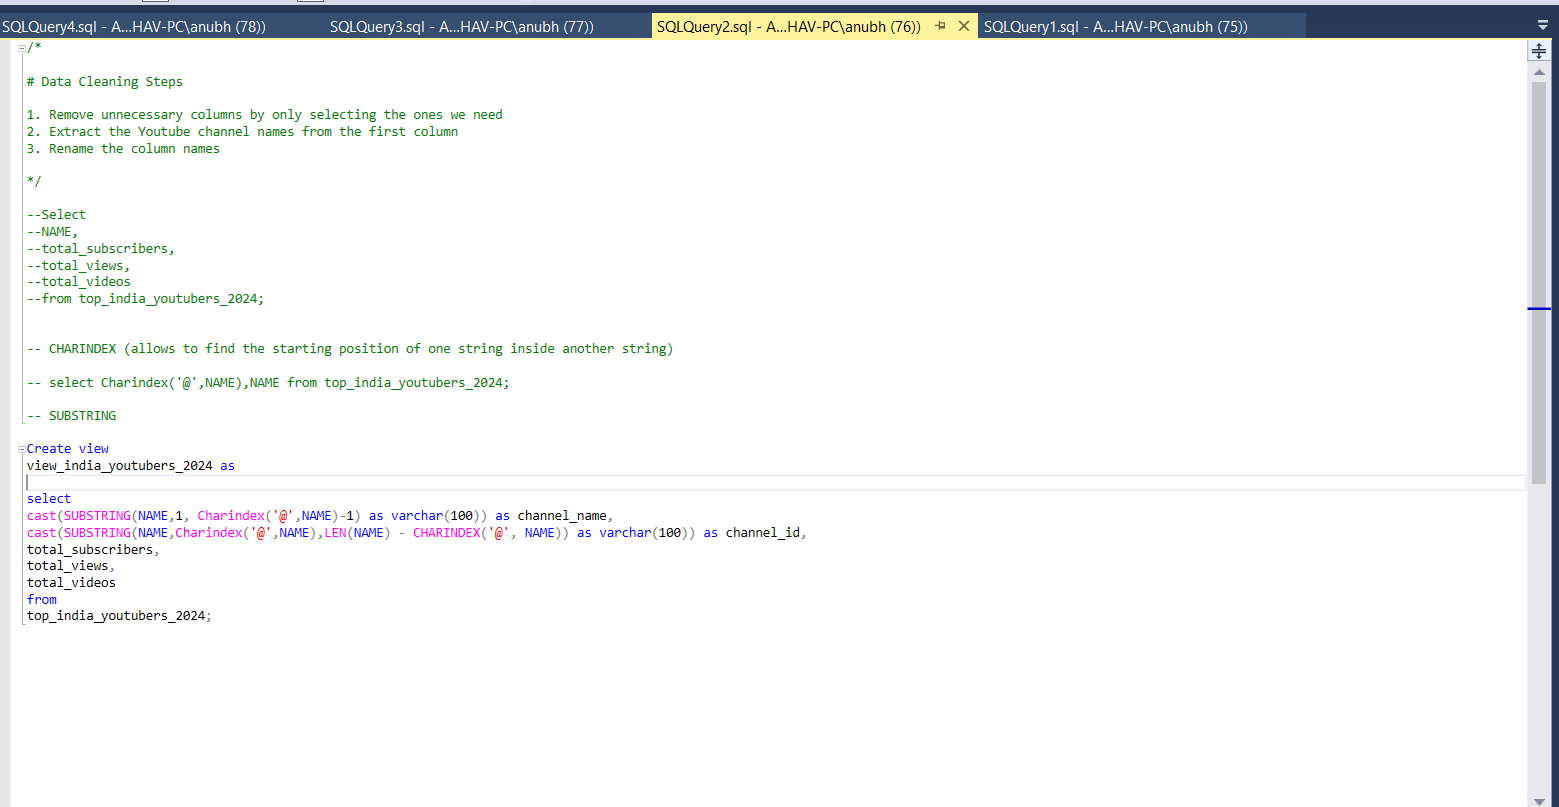 SQLQuery4.sql - A...HAV-PC\anubh (78)) SQLQuery3.sql - A...HAV-PC\anubh (77)) SQLQuery2.sql - A...HAV-PC\anubh (76)) SQLQuery1.sql - A...HAV-PC\anubh (75))
/*
# Data Cleaning Steps
1. Remove unnecessary columns by only selecting the ones we need
2. Extract the Youtube channel names from the first column
3. Rename the column names
*/
--Select
--NAME,
--total_subscribers,
--total_views,
--total_videos
--from top_india_youtubers_2024;
-- CHARINDEX (allows to find the starting position of one string inside another string)
-- select Charindex('@',NAME),NAME from top_india_youtubers_2024;
-- SUBSTRING
Create view
view_india_youtubers_2024 as
select
cast(SUBSTRING(NAME,1, Charindex('@',NAME)-1) as varchar(100)) as channel_name,
cast(SUBSTRING(NAME,Charindex('@',NAME),LEN(NAME) - CHARINDEX('@', NAME)) as varchar(100)) as channel_id,
total_subscribers,
total_views,
total_videos
from
top_india_youtubers_2024;